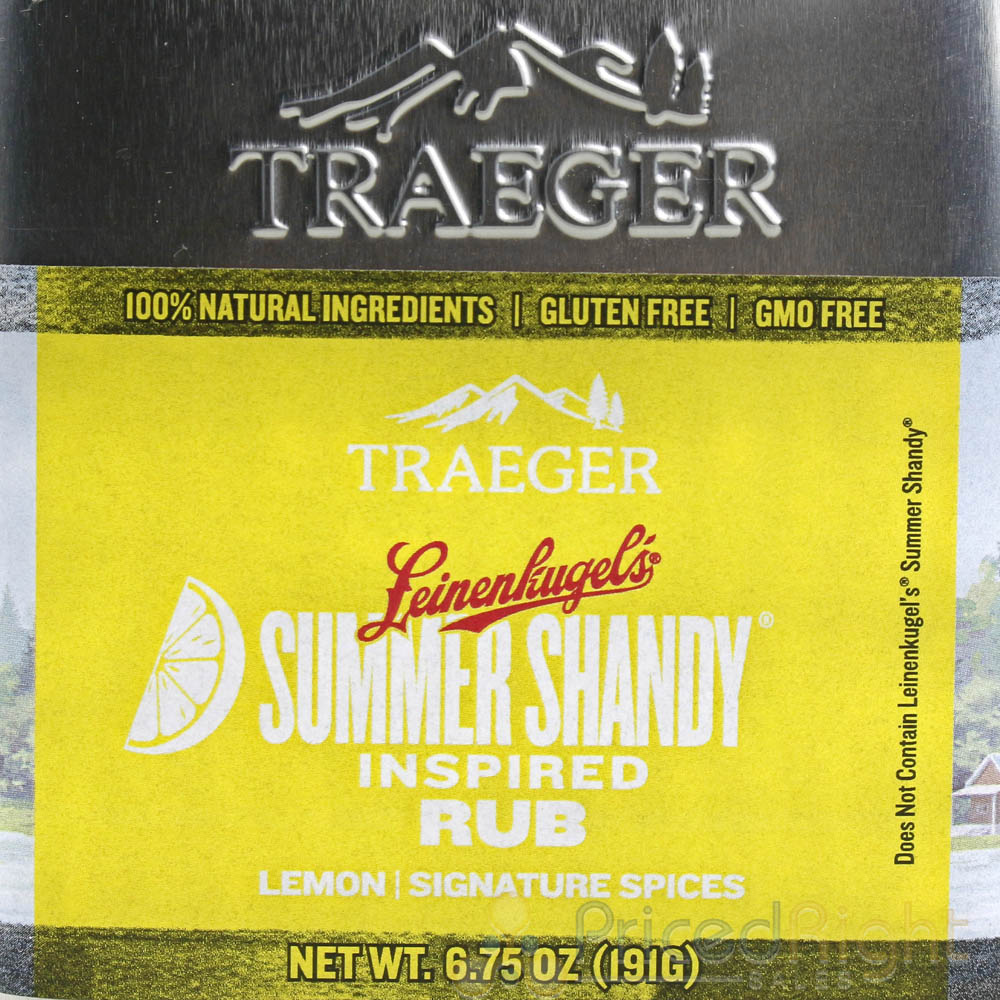 TRAEGER
100% NATURAL INGREDIENTS | GLUTEN FREE | GMO FREE
TRAEGER
Leinenkugel's®
SUMMER SHANDY®
INSPIRED
RUB
LEMON | SIGNATURE SPICES
Does Not Contain Leinenkugel's® Summer Shandy®
NET WT. 6.75 OZ (191G)
PricedRight
SALES